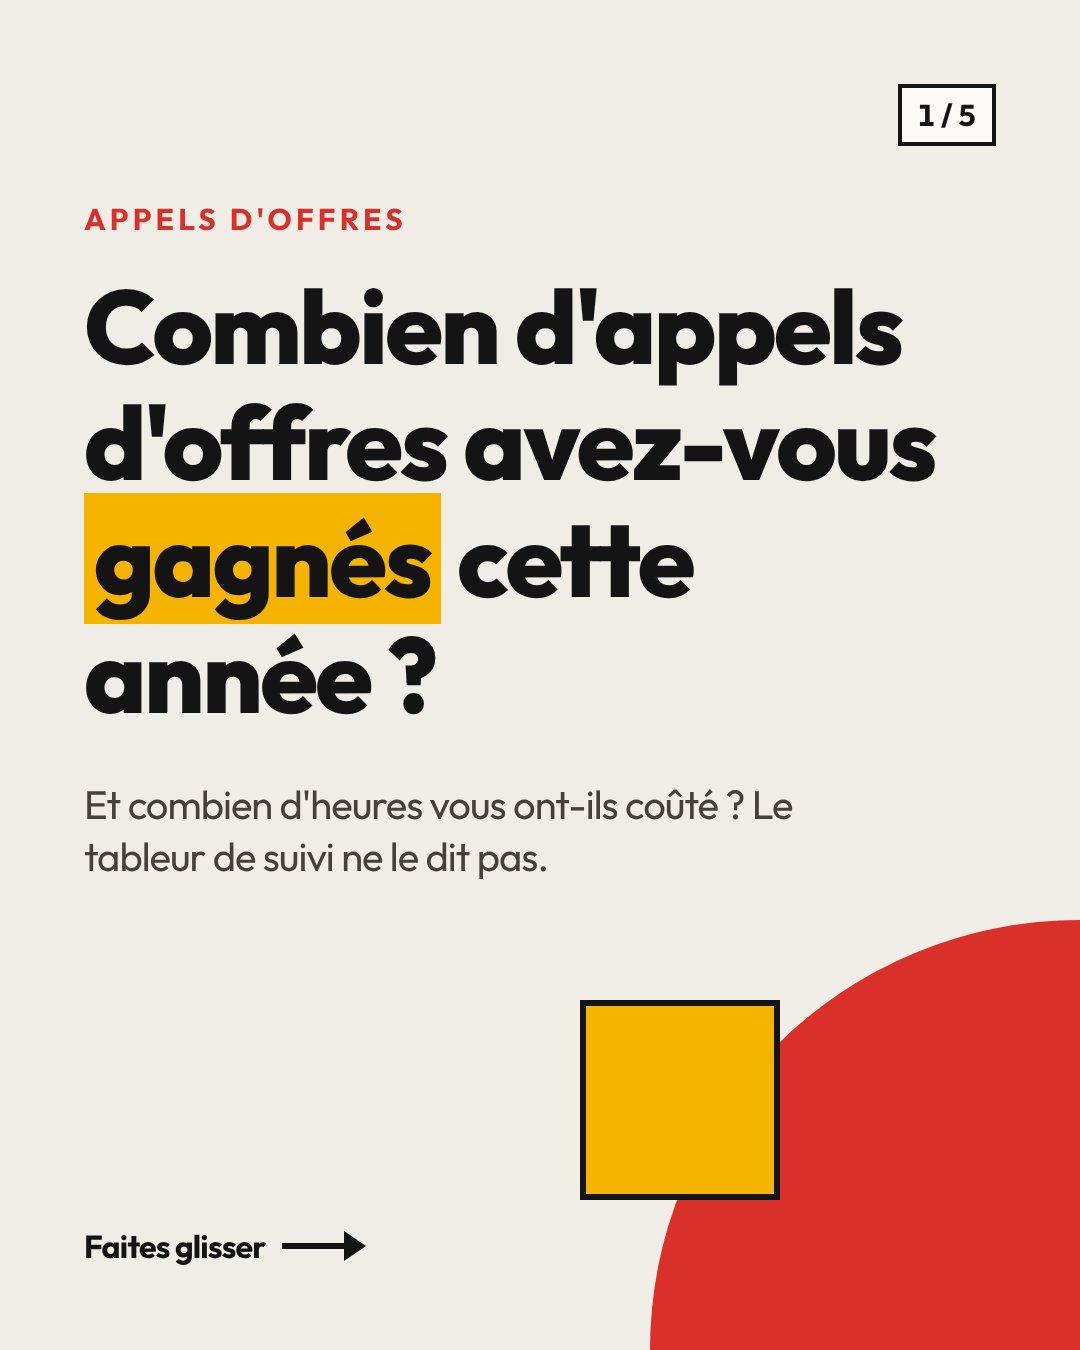 1 / 5
APPELS D'OFFRES
Combien d'appels
d'offres avez-vous
gagnés cette
année ?
Et combien d'heures vous ont-ils coûté ? Le
tableur de suivi ne le dit pas.
Faites glisser